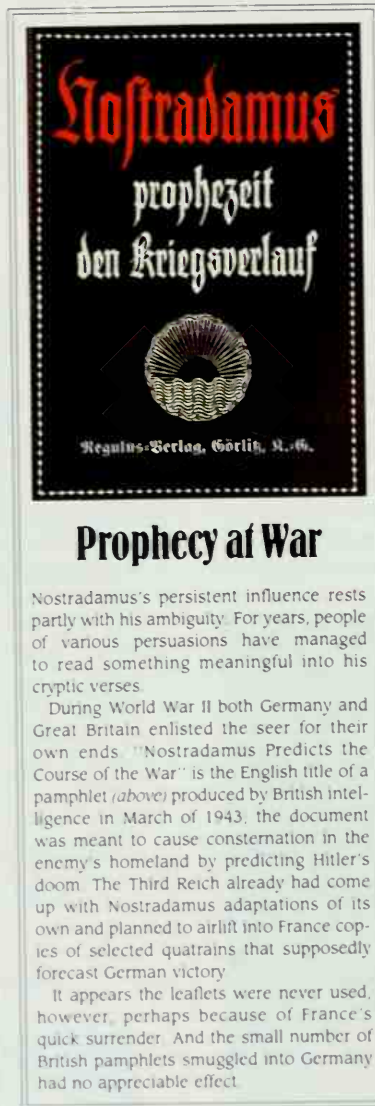 Nostradamus
prophezeit
den Kriegsverlauf
Regulus-Verlag, Görlitz, K.-G.
Prophecy at War
Nostradamus's persistent influence rests
partly with his ambiguity. For years, people
of various persuasions have managed
to read something meaningful into his
cryptic verses.
During World War II both Germany and
Great Britain enlisted the seer for their
own ends. "Nostradamus Predicts the
Course of the War" is the English title of a
pamphlet (above) produced by British intel-
ligence in March of 1943, the document
was meant to cause consternation in the
enemy's homeland by predicting Hitler's
doom. The Third Reich already had come
up with Nostradamus adaptations of its
own and planned to airlift into France cop-
ies of selected quatrains that supposedly
forecast German victory.
It appears the leaflets were never used,
however, perhaps because of France's
quick surrender. And the small number of
British pamphlets smuggled into Germany
had no appreciable effect.